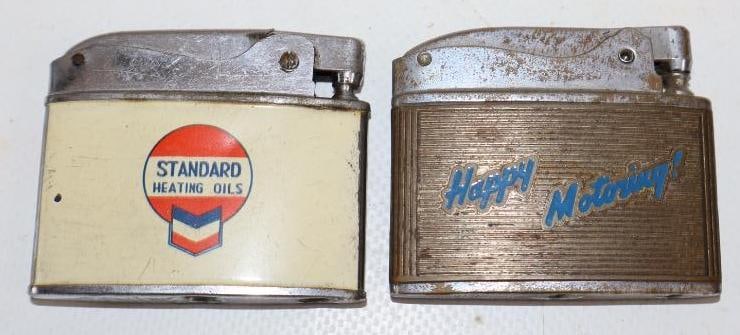 STANDARD
HEATING OILS
Happy Motoring!